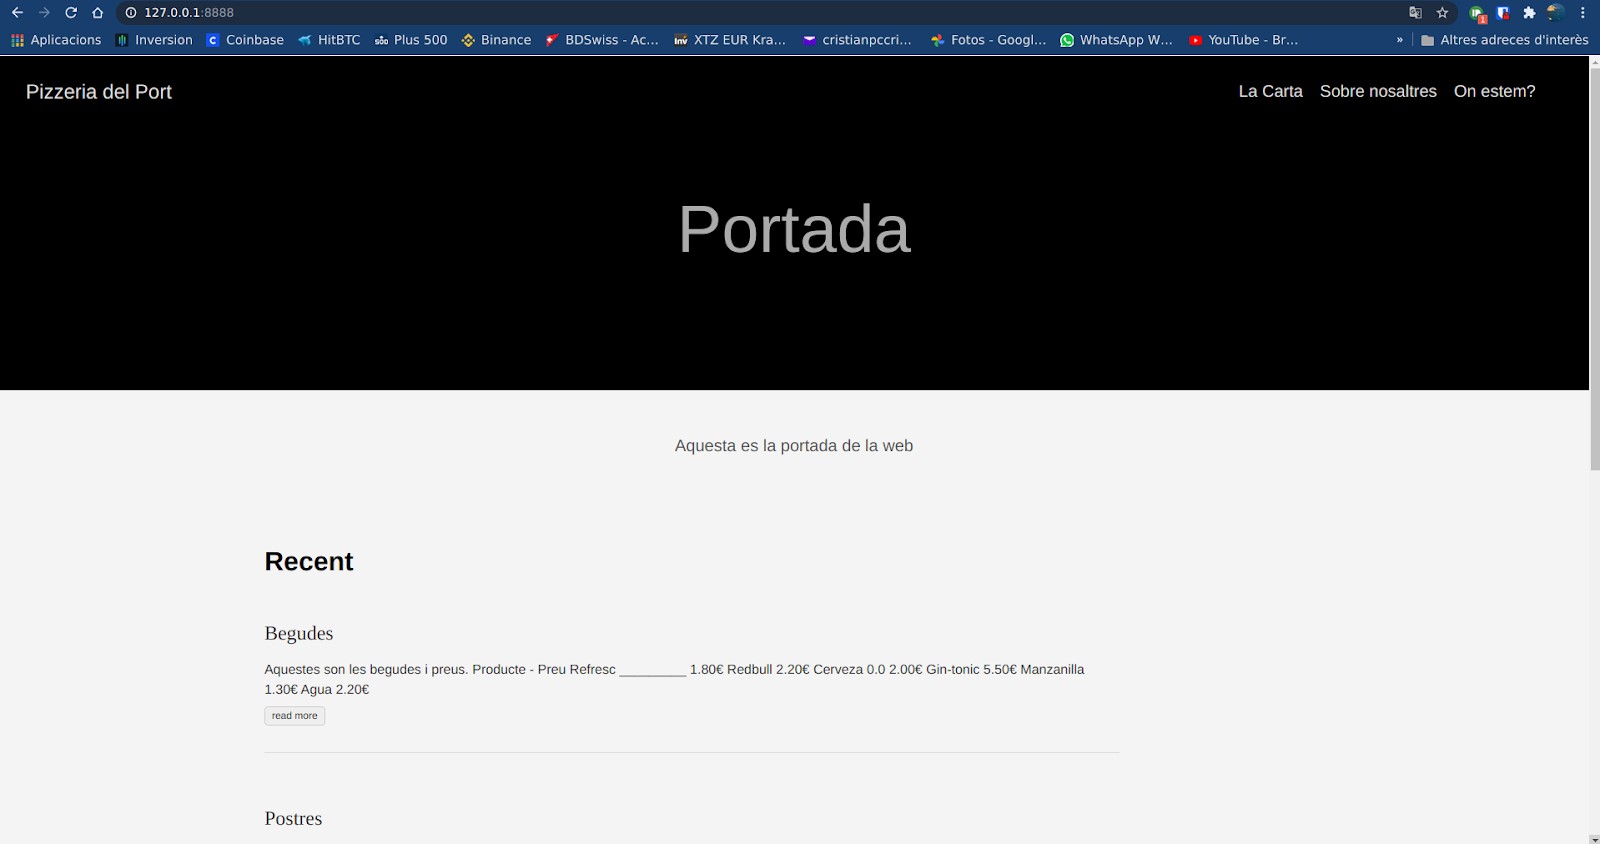 127.0.0.1:8888
1
Aplicacions Inversion Coinbase HitBTC Plus 500 Binance BDSwiss - Ac... XTZ EUR Kra... cristianpccri... Fotos - Googl... WhatsApp W... YouTube - Br... » Altres adreces d'interès
Pizzeria del Port La Carta Sobre nosaltres On estem?
Portada
Aquesta es la portada de la web
Recent
Begudes
Aquestes son les begudes i preus. Producte - Preu Refresc _________ 1.80€ Redbull 2.20€ Cerveza 0.0 2.00€ Gin-tonic 5.50€ Manzanilla
1.30€ Agua 2.20€
read more
Postres